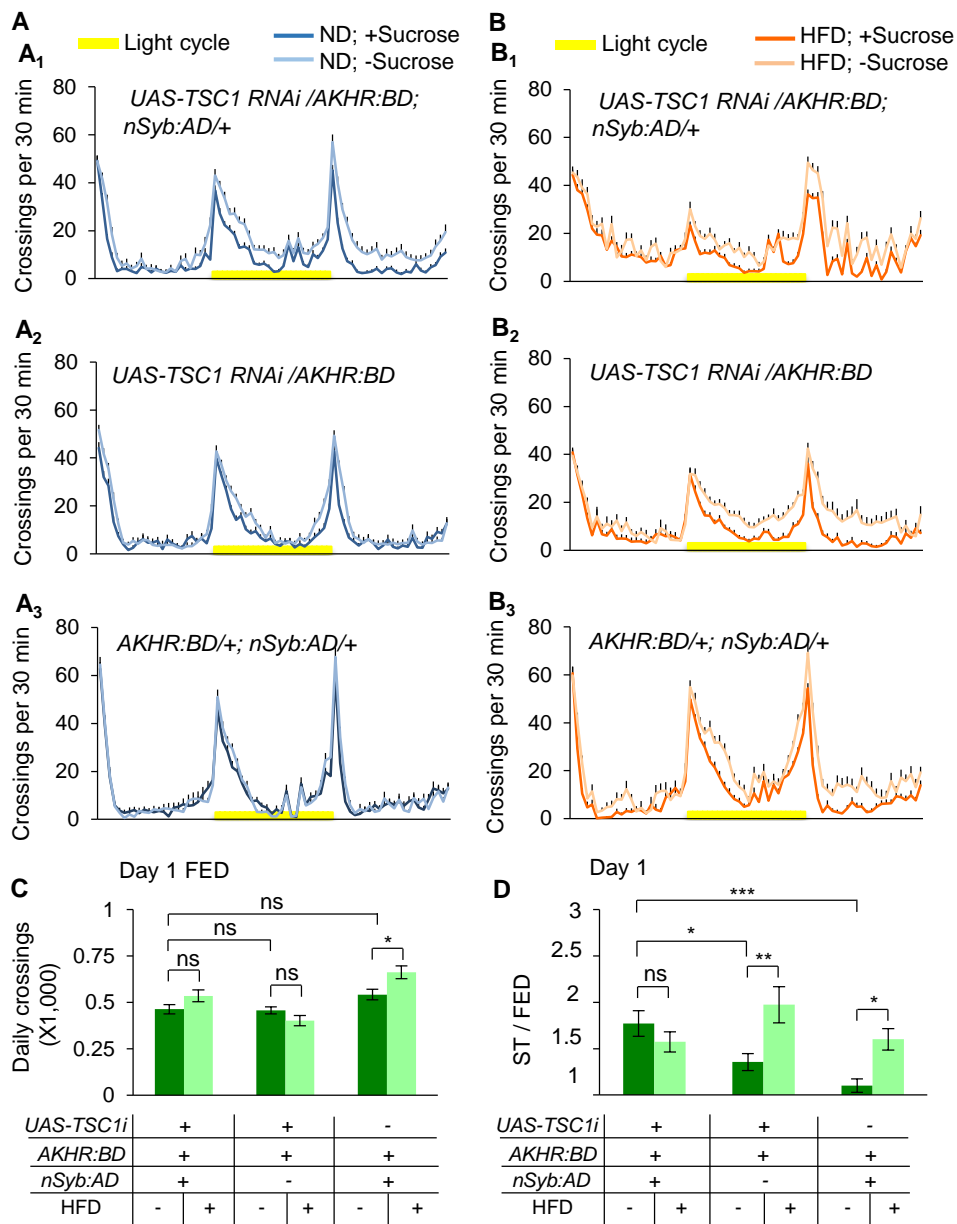 A
Light cycle
ND; +Sucrose
ND; -Sucrose
A1
UAS-TSC1 RNAi /AKHR:BD;
nSyb:AD/+
Crossings per 30 min
80
60
40
20
0
A2
UAS-TSC1 RNAi /AKHR:BD
Crossings per 30 min
80
60
40
20
0
A3
AKHR:BD/+; nSyb:AD/+
Crossings per 30 min
80
60
40
20
0
B
Light cycle
HFD; +Sucrose
HFD; -Sucrose
B1
UAS-TSC1 RNAi /AKHR:BD;
nSyb:AD/+
Crossings per 30 min
80
60
40
20
0
B2
UAS-TSC1 RNAi /AKHR:BD
Crossings per 30 min
80
60
40
20
0
B3
AKHR:BD/+; nSyb:AD/+
Crossings per 30 min
80
60
40
20
0
C
Day 1 FED
Daily crossings
(X1,000)
1
0.75
0.5
0.25
0
ns
ns
ns
ns
*
UAS-TSC1i + + -
AKHR:BD + + +
nSyb:AD + - +
HFD - + - + - +
D
Day 1
ST / FED
3
2.5
2
1.5
1
***
*
ns
**
*
UAS-TSC1i + + -
AKHR:BD + + +
nSyb:AD + - +
HFD - + - + - +